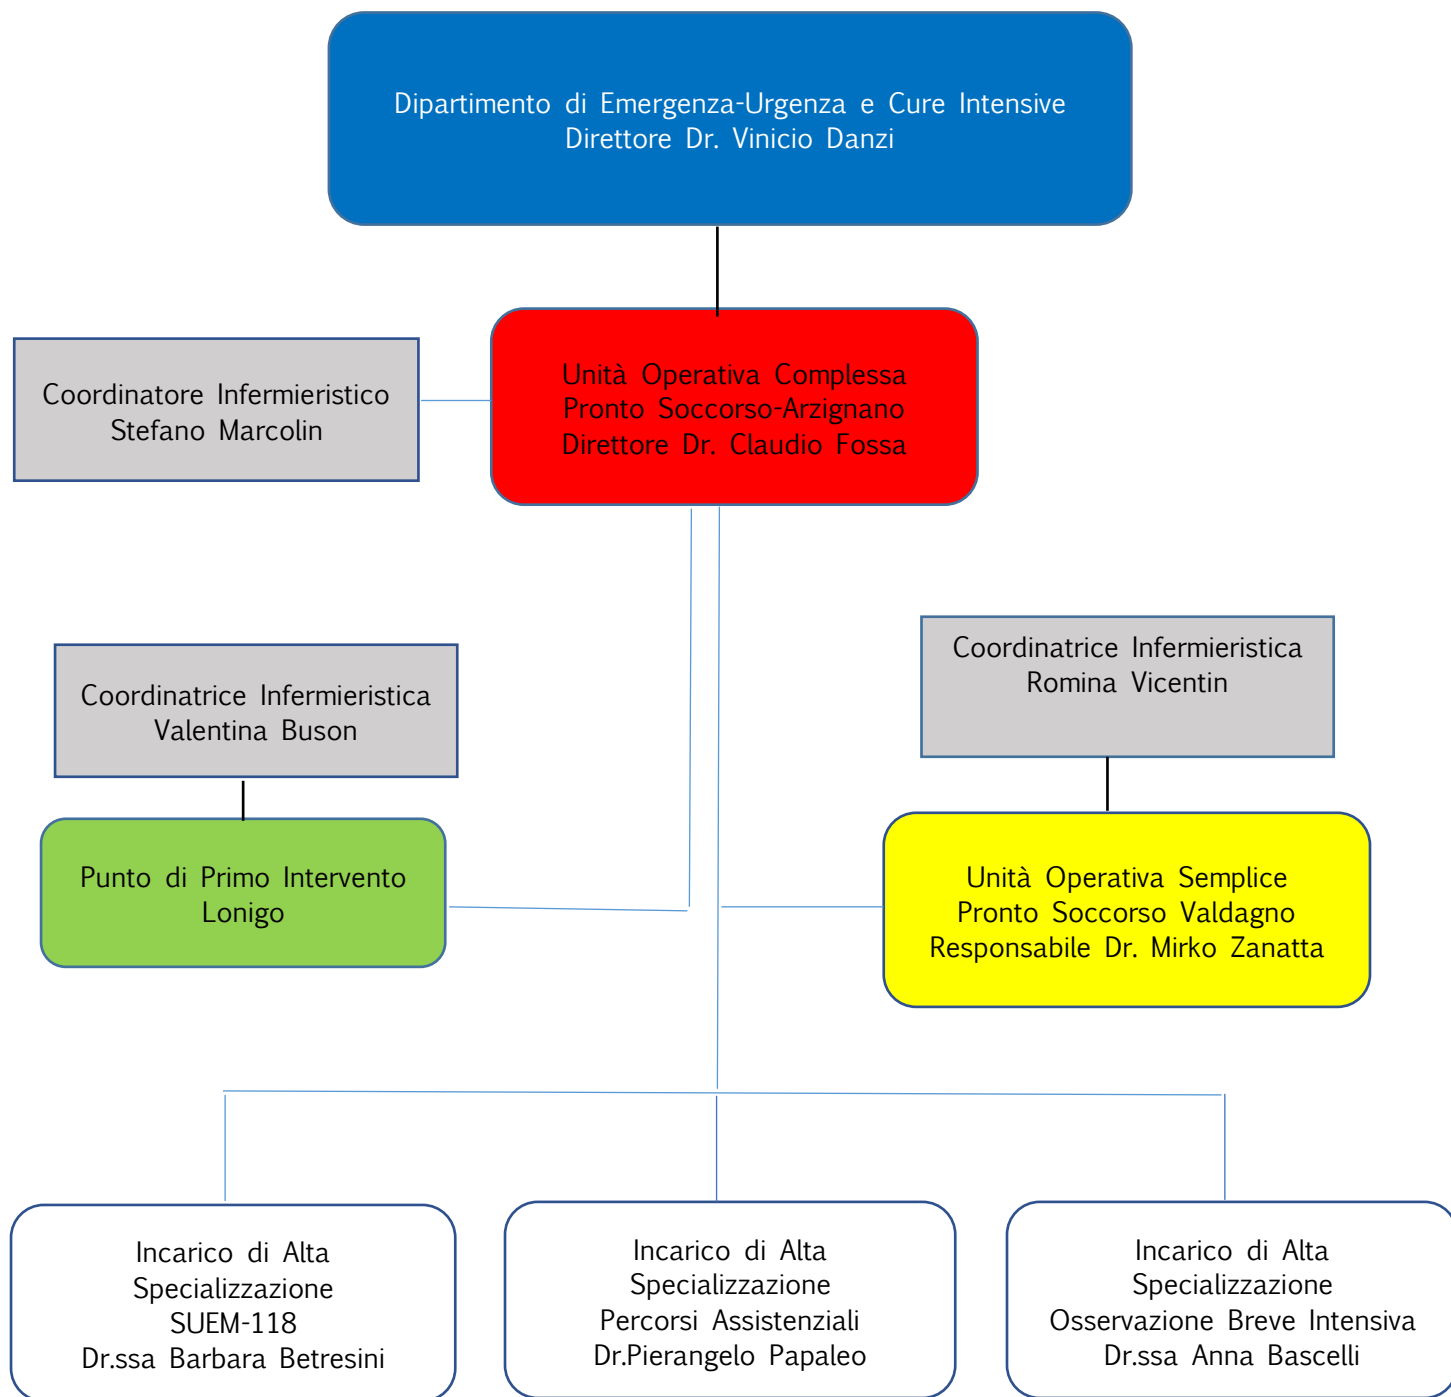 Dipartimento di Emergenza-Urgenza e Cure Intensive
Direttore Dr. Vinicio Danzi
Coordinatore Infermieristico
Stefano Marcolin
Unità Operativa Complessa
Pronto Soccorso-Arzignano
Direttore Dr. Claudio Fossa
Coordinatrice Infermieristica
Valentina Buson
Coordinatrice Infermieristica
Romina Vicentin
Punto di Primo Intervento
Lonigo
Unità Operativa Semplice
Pronto Soccorso Valdagno
Responsabile Dr. Mirko Zanatta
Incarico di Alta
Specializzazione
SUEM-118
Dr.ssa Barbara Betresini
Incarico di Alta
Specializzazione
Percorsi Assistenziali
Dr.Pierangelo Papaleo
Incarico di Alta
Specializzazione
Osservazione Breve Intensiva
Dr.ssa Anna Bascelli